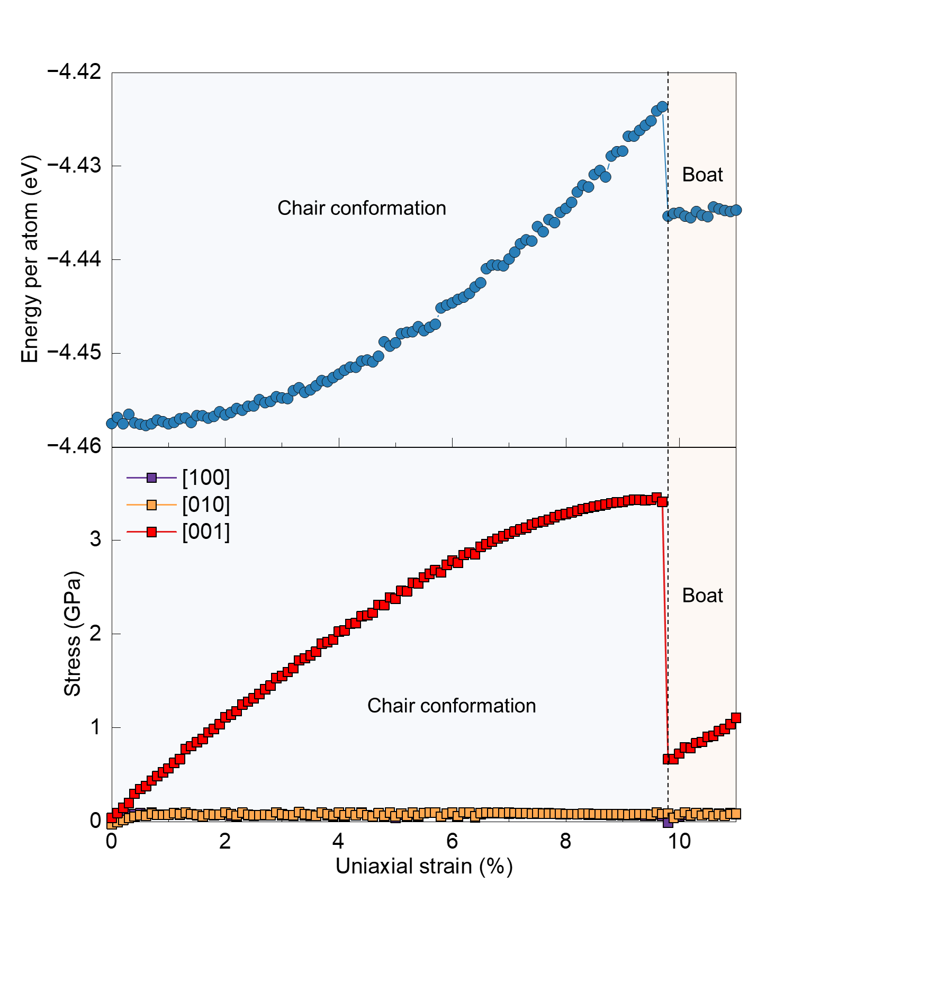 −4.42
−4.43
−4.44
−4.45
−4.46
Energy per atom (eV)
Chair conformation
Boat
[100]
[010]
[001]
3
2
1
0
Stress (GPa)
Chair conformation
Boat
0 2 4 6 8 10
Uniaxial strain (%)